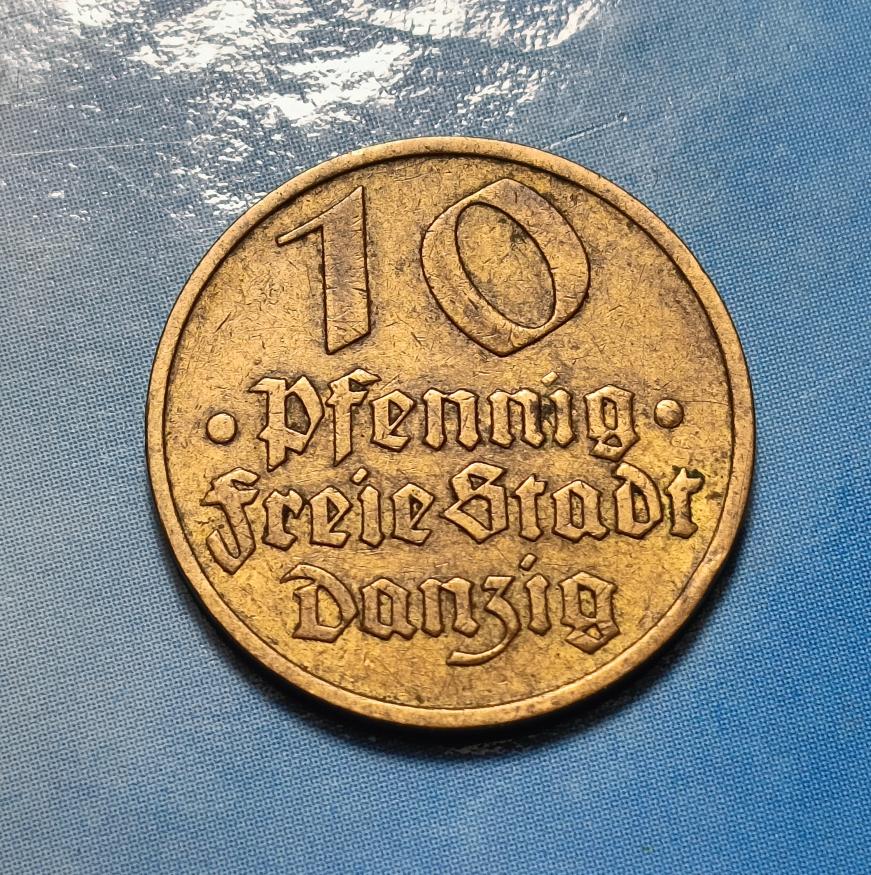 10
· Pfennig ·
Freie Stadt
Danzig